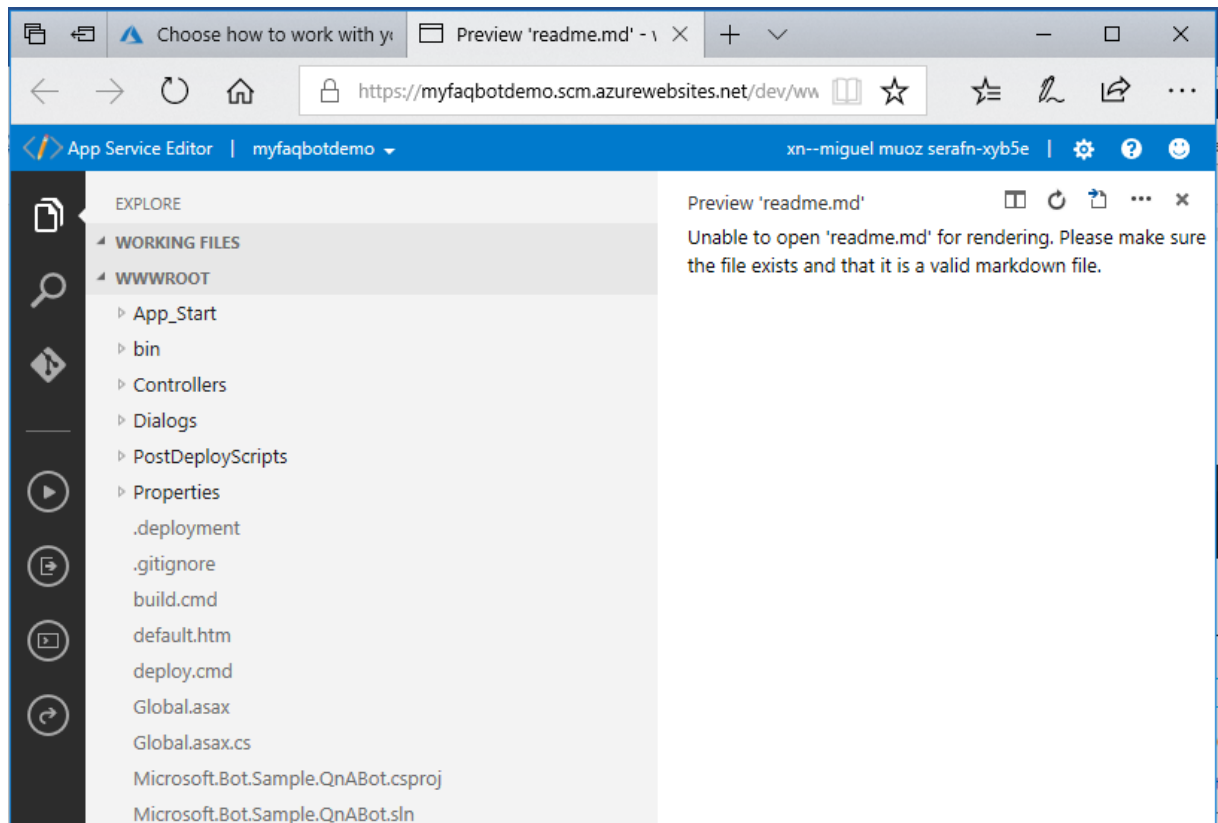 Choose how to work with yo
Preview 'readme.md' -
https://myfaqbotdemo.scm.azurewebsites.net/dev/ww
App Service Editor | myfaqbotdemo
xn--miguel muoz serafn-xyb5e |
EXPLORE
WORKING FILES
WWWROOT
App_Start
bin
Controllers
Dialogs
PostDeployScripts
Properties
.deployment
.gitignore
build.cmd
default.htm
deploy.cmd
Global.asax
Global.asax.cs
Microsoft.Bot.Sample.QnABot.csproj
Microsoft.Bot.Sample.QnABot.sln
Preview 'readme.md'
Unable to open 'readme.md' for rendering. Please make sure
the file exists and that it is a valid markdown file.